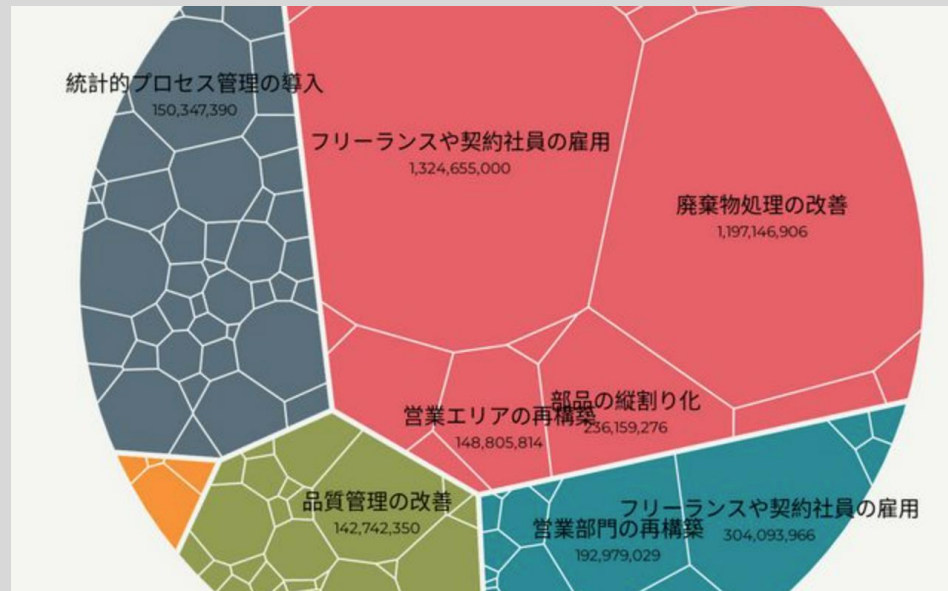 統計的プロセス管理の導入
150,347,390
フリーランスや契約社員の雇用
1,324,655,000
廃棄物処理の改善
1,197,146,906
部品の縦割り化
236,159,276
営業エリアの再構築
148,805,814
品質管理の改善
142,742,350
フリーランスや契約社員の雇用
304,093,966
営業部門の再構築
192,979,029